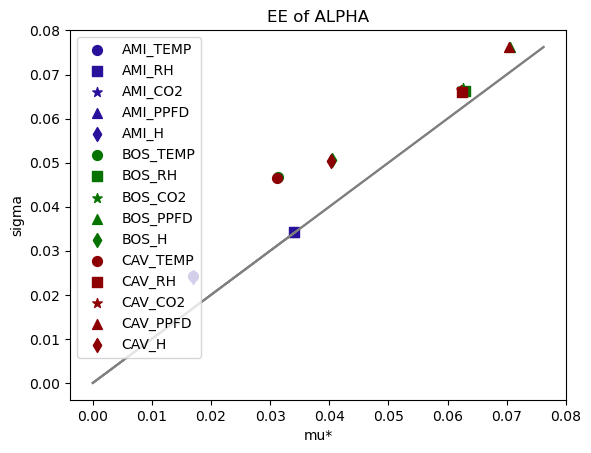 EE of ALPHA
sigma
0.08
0.07
0.06
0.05
0.04
0.03
0.02
0.01
0.00
AMI_TEMP
AMI_RH
AMI_CO2
AMI_PPFD
AMI_H
BOS_TEMP
BOS_RH
BOS_CO2
BOS_PPFD
BOS_H
CAV_TEMP
CAV_RH
CAV_CO2
CAV_PPFD
CAV_H
0.00 0.01 0.02 0.03 0.04 0.05 0.06 0.07 0.08
mu*